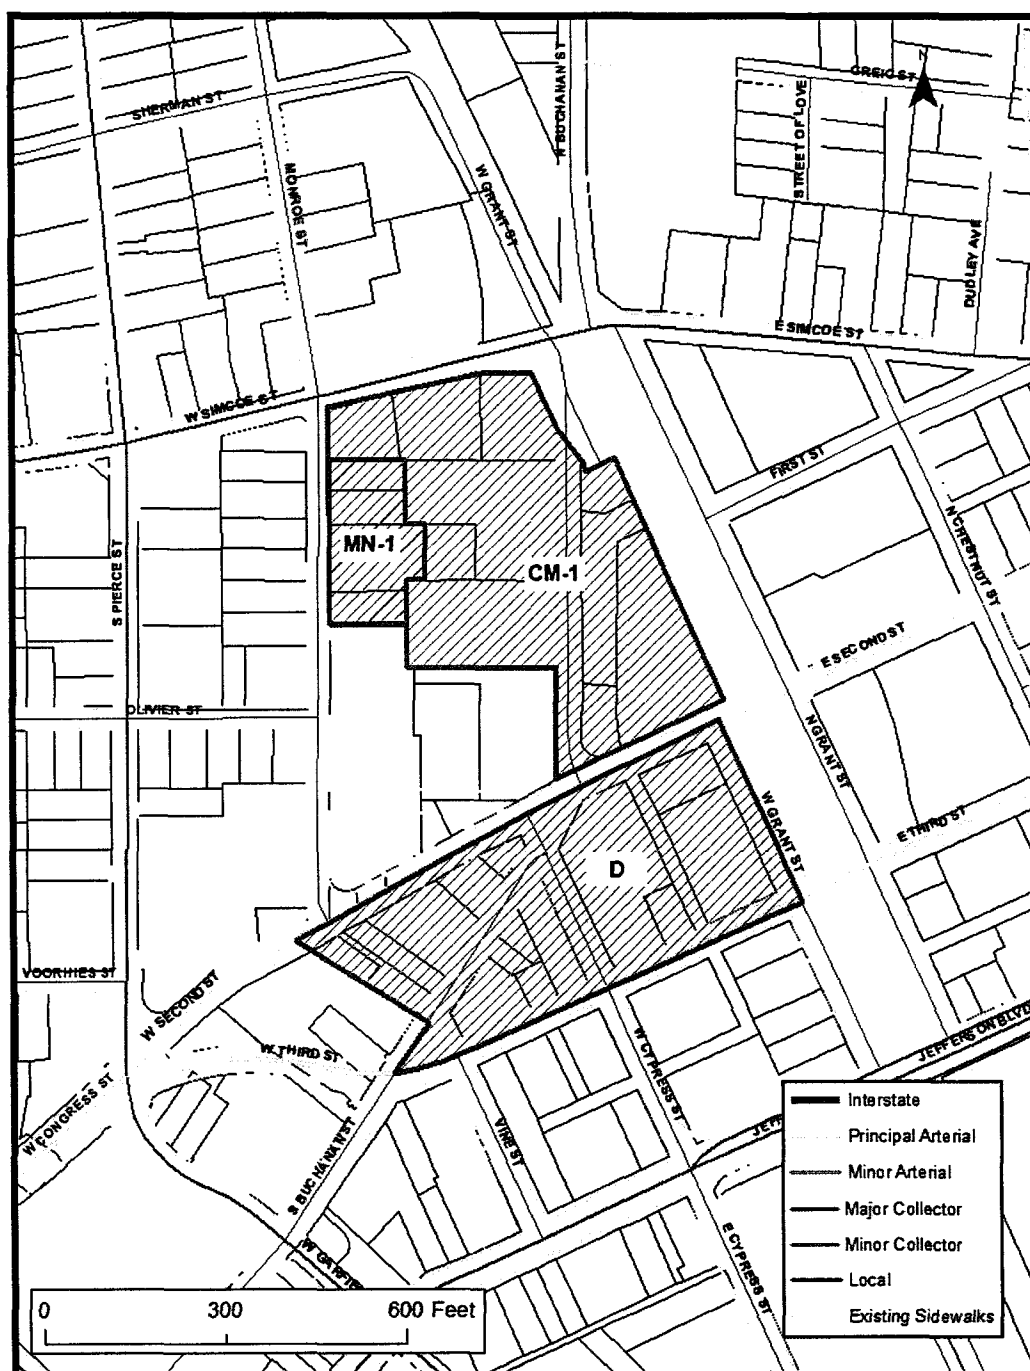 N
GREIG ST
SHERMAN ST
N BUCHANAN ST
STREET OF LOVE
MONROE ST
W GRANT ST
DUDLEY AVE
E SIMCOE ST
W SIMCOE ST
FIRST ST
N CHESTNUT ST
MN-1
CM-1
S PIERCE ST
E SECOND ST
OLIVIER ST
N GRANT ST
W GRANT ST
E THIRD ST
D
VOORHIES ST
W SECOND ST
W THIRD ST
JEFFERSON BLVD
W CYPRESS ST
W CONGRESS ST
VINE ST
S BUCHANAN ST
E CYPRESS ST
Interstate
Principal Arterial
Minor Arterial
Major Collector
Minor Collector
Local
Existing Sidewalks
0 300 600 Feet